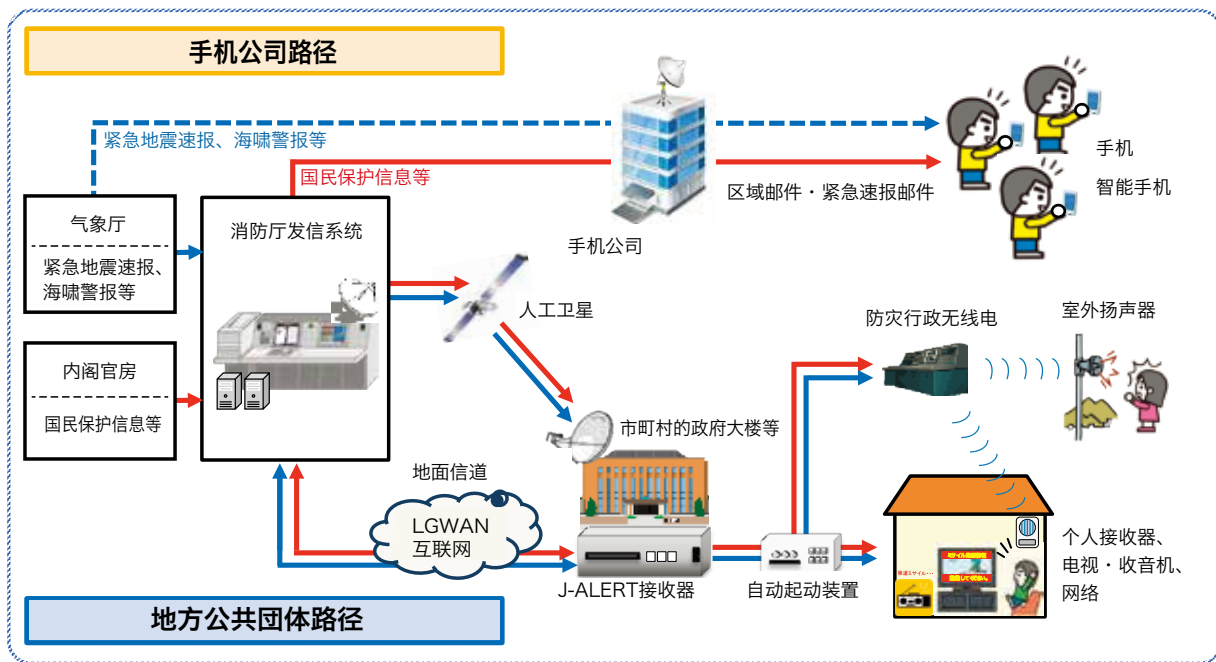 手机公司路径
紧急地震速报、海啸警报等
国民保护信息等
手机
智能手机
区域邮件・紧急速报邮件
手机公司
气象厅
紧急地震速报、
海啸警报等
消防厅发信系统
人工卫星
内阁官房
国民保护信息等
防灾行政无线电
室外扬声器
市町村的政府大楼等
地面信道
LGWAN
互联网
J-ALERT接收器
自动起动装置
个人接收器、
电视・收音机、
网络
地方公共团体路径